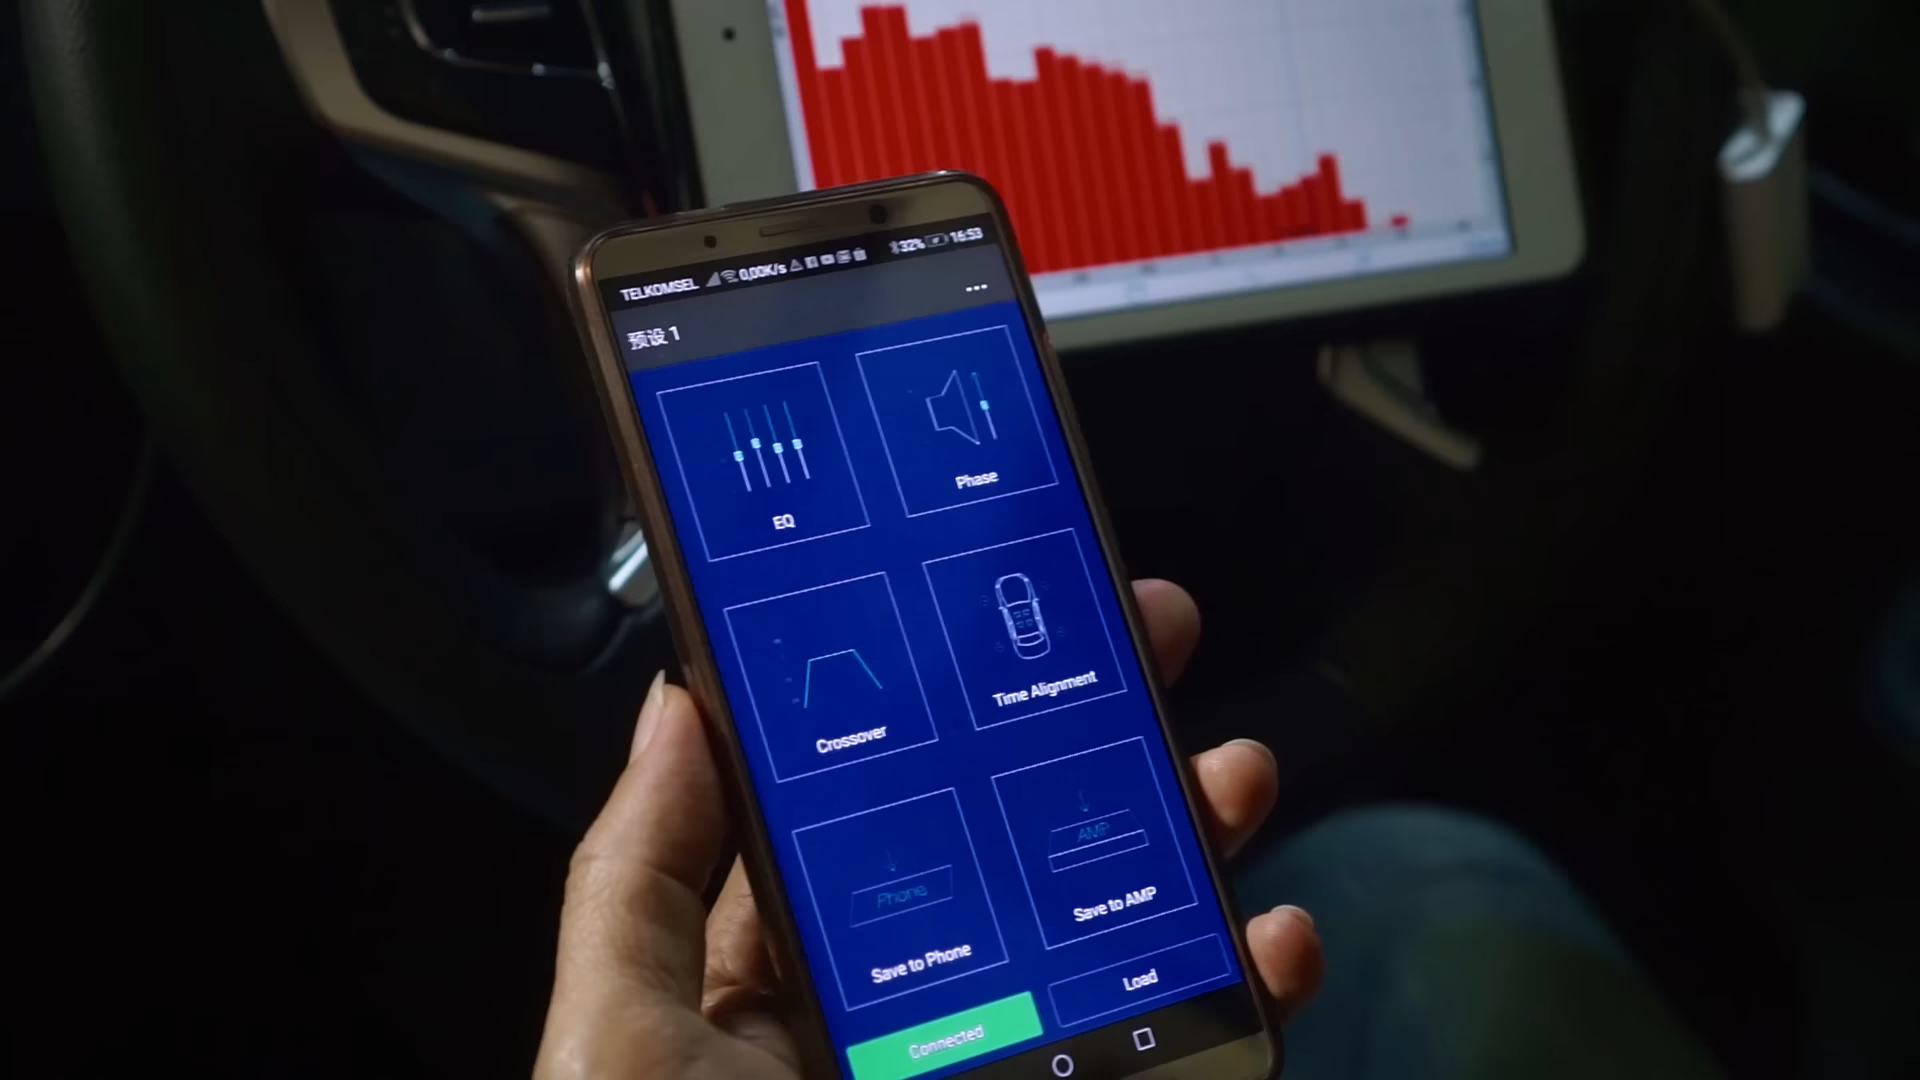 TELKOMSEL 0,00K/s 32% 16:53
预设 1
EQ
Phase
Crossover
Time Alignment
Phone
AMP
Save to Phone
Save to AMP
Connected
Load